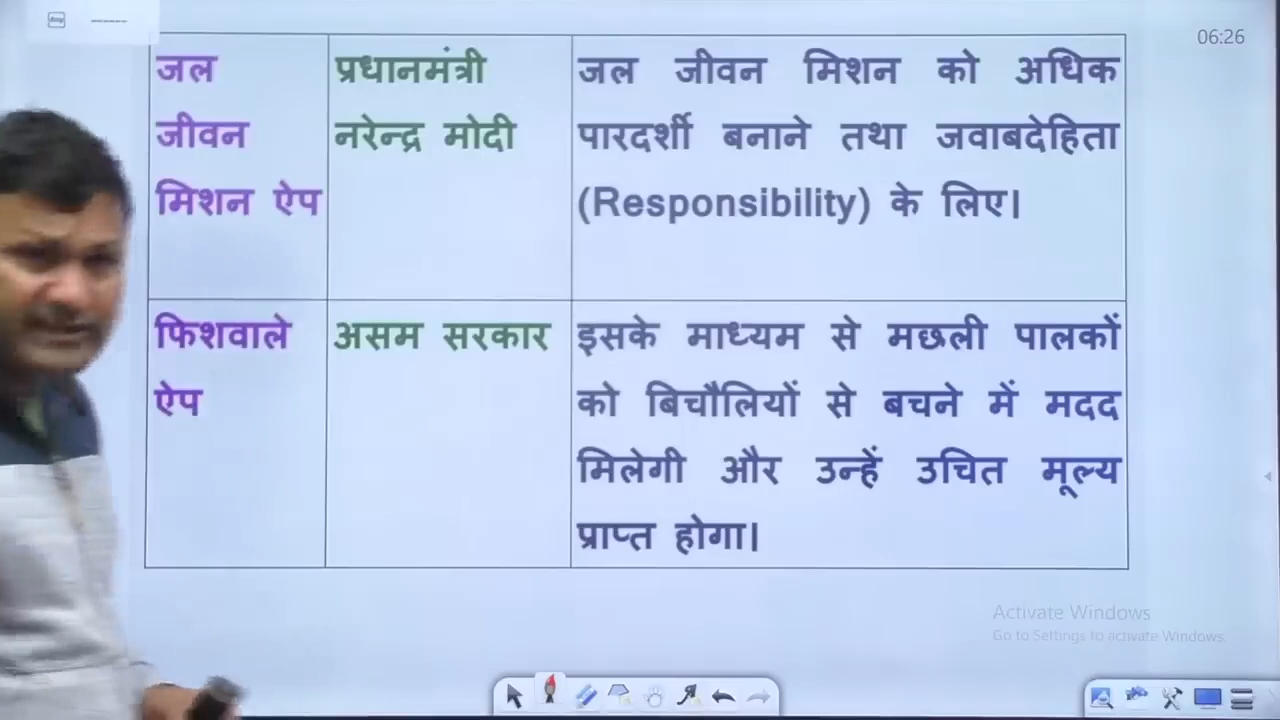 06:26
जल
जीवन
मिशन ऐप
प्रधानमंत्री
नरेन्द्र मोदी
जल जीवन मिशन को अधिक
पारदर्शी बनाने तथा जवाबदेहिता
(Responsibility) के लिए।
फिशवाले
ऐप
असम सरकार
इसके माध्यम से मछली पालकों
को बिचौलियों से बचने में मदद
मिलेगी और उन्हें उचित मूल्य
प्राप्त होगा।
Activate Windows
Go to Settings to activate Windows.